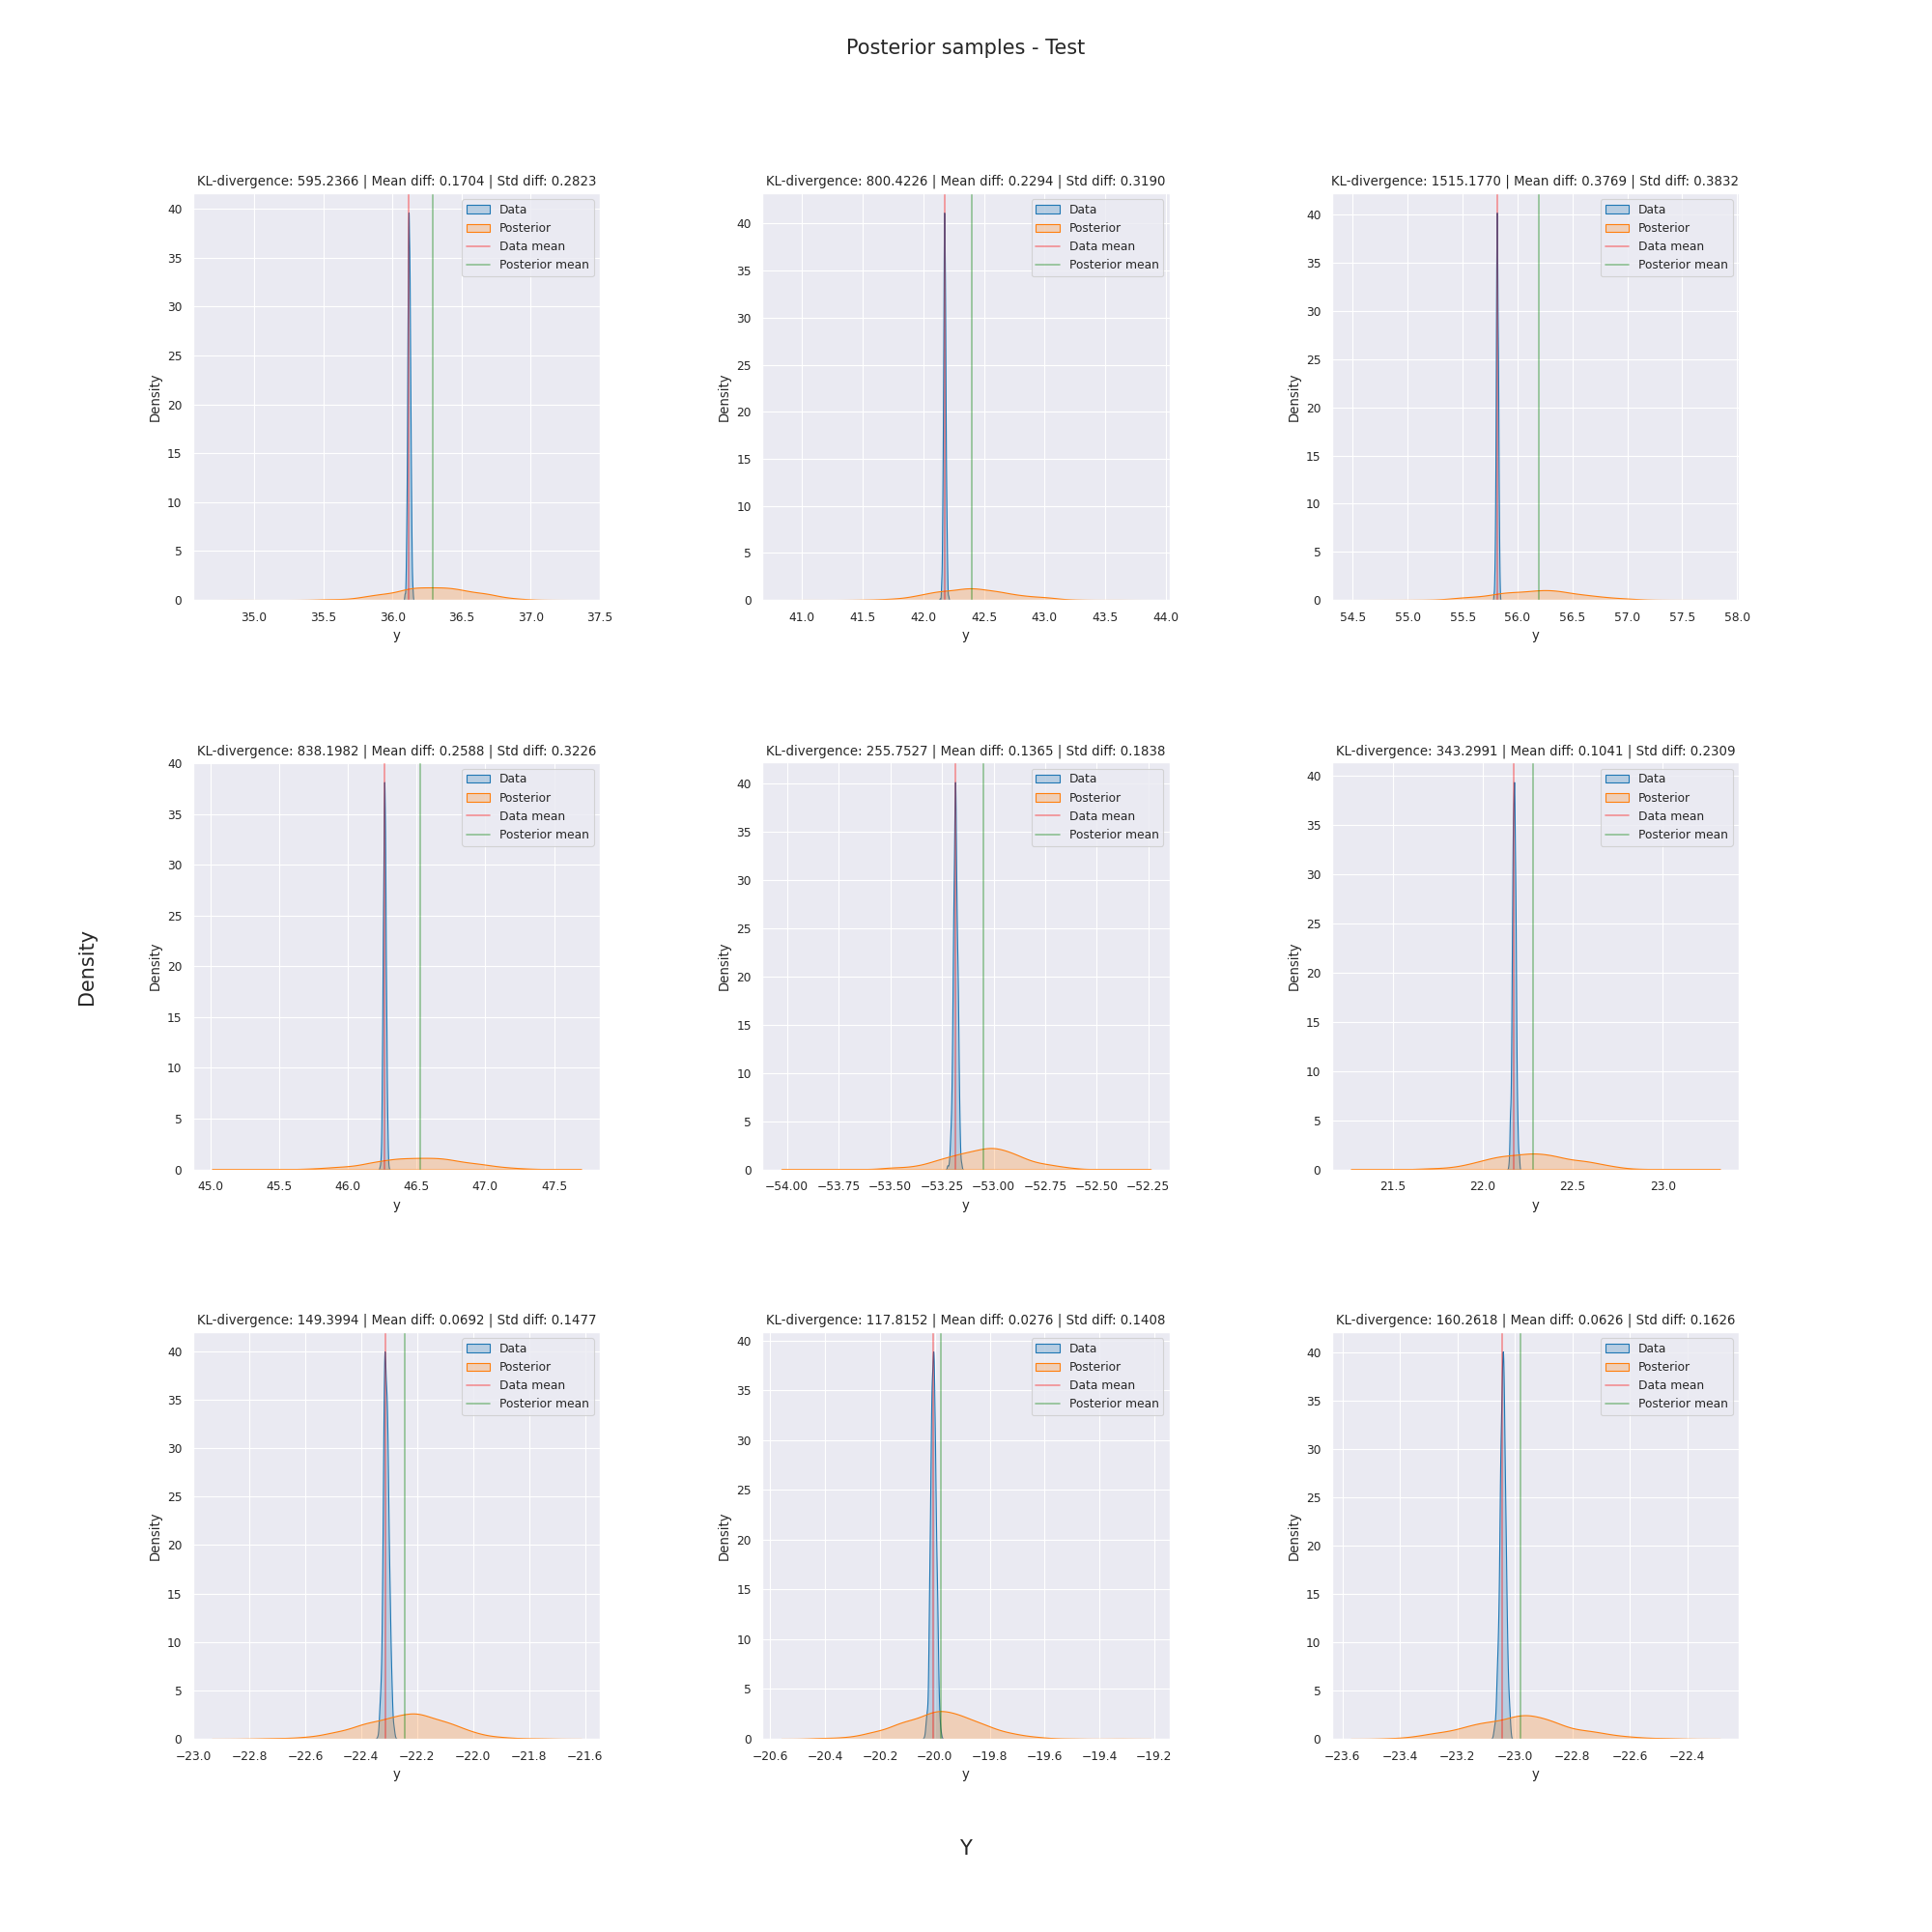 Posterior samples - Test
KL-divergence: 595.2366 | Mean diff: 0.1704 | Std diff: 0.2823
40
35
30
25
20
15
10
5
0
Density
Data
Posterior
Data mean
Posterior mean
35.0 35.5 36.0 36.5 37.0 37.5
y
KL-divergence: 800.4226 | Mean diff: 0.2294 | Std diff: 0.3190
40
35
30
25
20
15
10
5
0
Density
Data
Posterior
Data mean
Posterior mean
41.0 41.5 42.0 42.5 43.0 43.5 44.0
y
KL-divergence: 1515.1770 | Mean diff: 0.3769 | Std diff: 0.3832
40
35
30
25
20
15
10
5
0
Density
Data
Posterior
Data mean
Posterior mean
54.5 55.0 55.5 56.0 56.5 57.0 57.5 58.0
y
KL-divergence: 838.1982 | Mean diff: 0.2588 | Std diff: 0.3226
40
35
30
25
20
15
10
5
0
Density
Data
Posterior
Data mean
Posterior mean
45.0 45.5 46.0 46.5 47.0 47.5
y
KL-divergence: 255.7527 | Mean diff: 0.1365 | Std diff: 0.1838
40
35
30
25
20
15
10
5
0
Density
Data
Posterior
Data mean
Posterior mean
−54.00 −53.75 −53.50 −53.25 −53.00 −52.75 −52.50 −52.25
y
KL-divergence: 343.2991 | Mean diff: 0.1041 | Std diff: 0.2309
40
35
30
25
20
15
10
5
0
Density
Data
Posterior
Data mean
Posterior mean
21.5 22.0 22.5 23.0
y
Density
KL-divergence: 149.3994 | Mean diff: 0.0692 | Std diff: 0.1477
40
35
30
25
20
15
10
5
0
Density
Data
Posterior
Data mean
Posterior mean
−23.0 −22.8 −22.6 −22.4 −22.2 −22.0 −21.8 −21.6
y
KL-divergence: 117.8152 | Mean diff: 0.0276 | Std diff: 0.1408
40
35
30
25
20
15
10
5
0
Density
Data
Posterior
Data mean
Posterior mean
−20.6 −20.4 −20.2 −20.0 −19.8 −19.6 −19.4 −19.2
y
KL-divergence: 160.2618 | Mean diff: 0.0626 | Std diff: 0.1626
40
35
30
25
20
15
10
5
0
Density
Data
Posterior
Data mean
Posterior mean
−23.6 −23.4 −23.2 −23.0 −22.8 −22.6 −22.4
y
Y